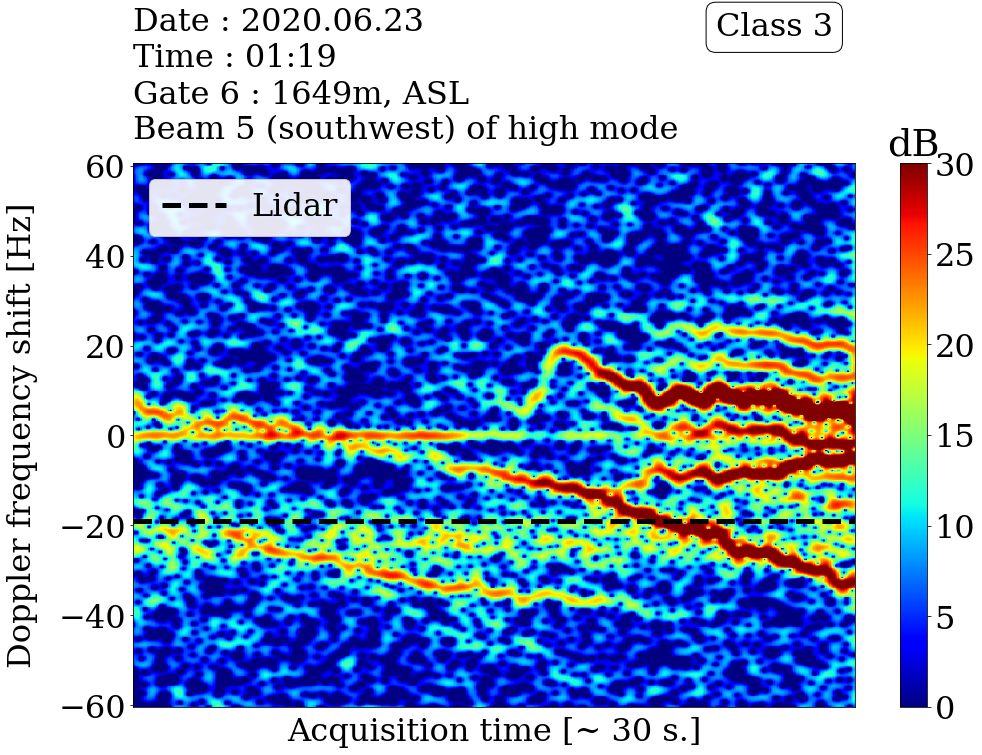 Date : 2020.06.23
Time : 01:19
Gate 6 : 1649m, ASL
Beam 5 (southwest) of high mode
Class 3
dB
Lidar
Doppler frequency shift [Hz]
60
40
20
0
−20
−40
−60
30
25
20
15
10
5
0
Acquisition time [~ 30 s.]